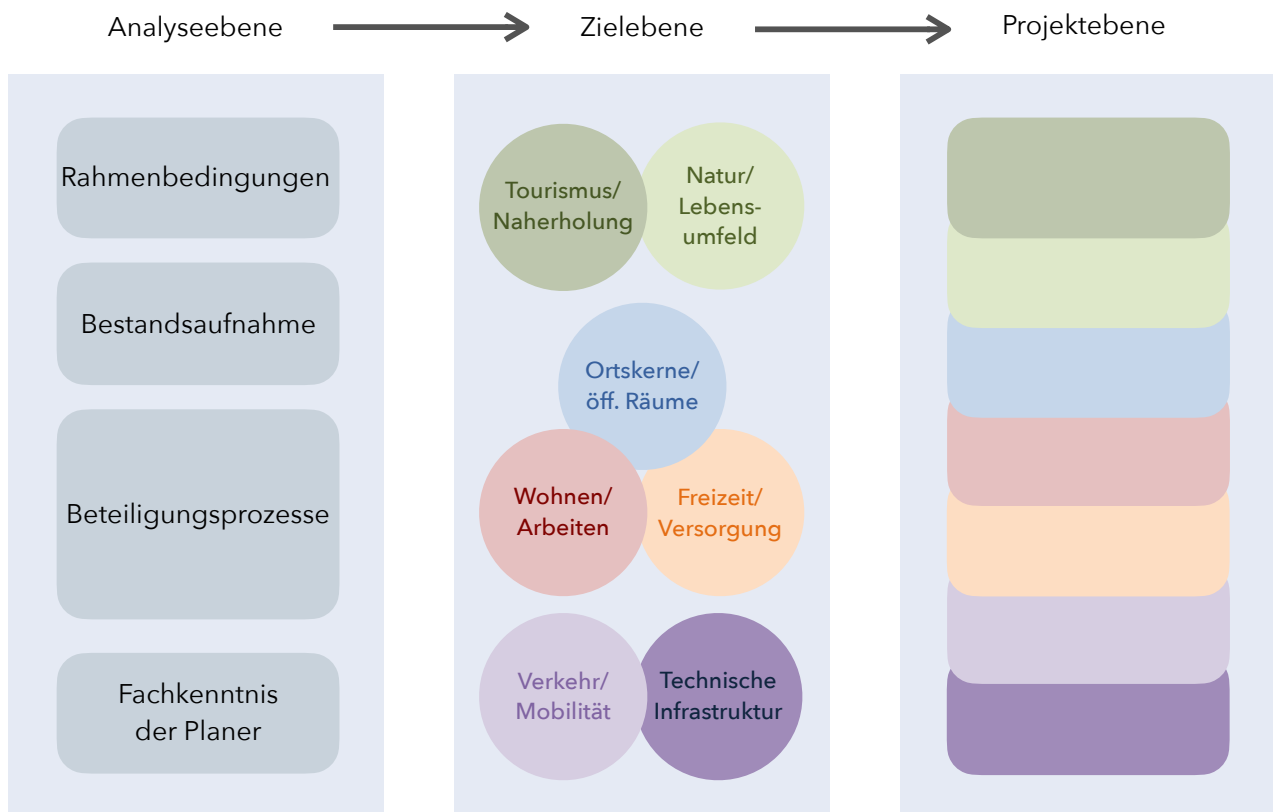 Analyseebene
Zielebene
Projektebene
Rahmenbedingungen
Bestandsaufnahme
Beteiligungsprozesse
Fachkenntnis
der Planer
Tourismus/
Naherholung
Natur/
Lebens-
umfeld
Ortskerne/
öff. Räume
Wohnen/
Arbeiten
Freizeit/
Versorgung
Verkehr/
Mobilität
Technische
Infrastruktur